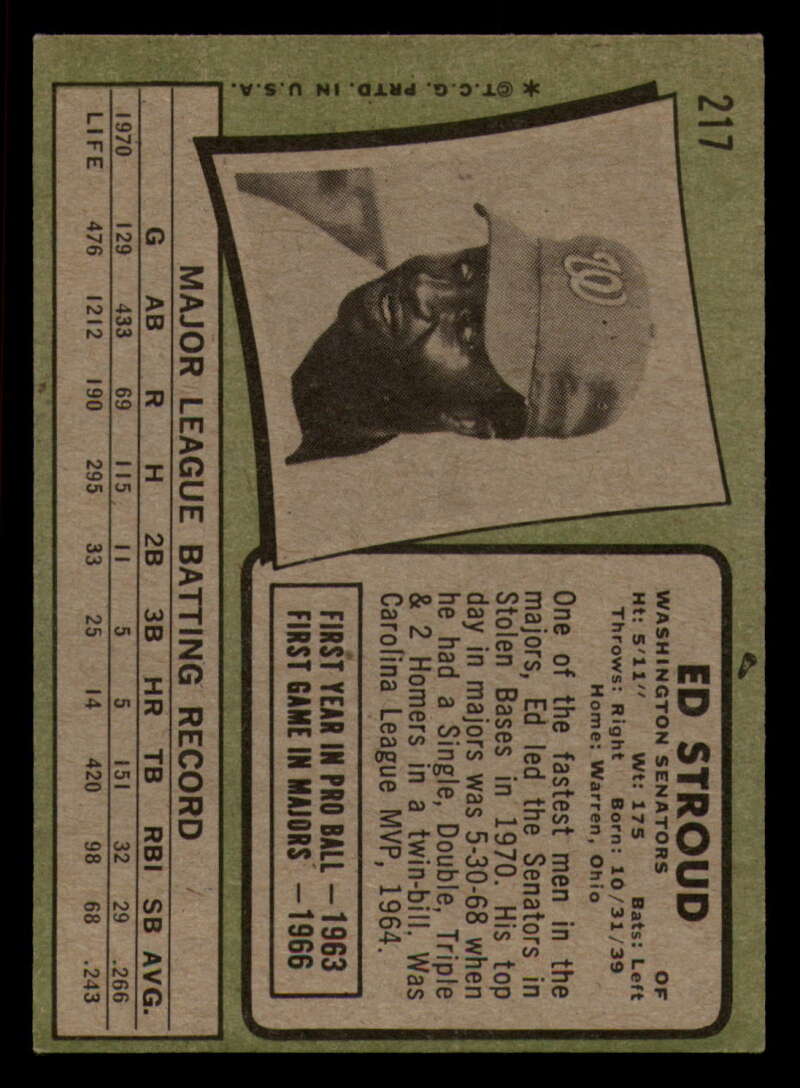 217
ED STROUD
WASHINGTON SENATORS OF
Ht: 5'11" Wt: 175 Bats: Left
Throws: Right Born: 10/31/39
Home: Warren, Ohio
One of the fastest men in the
majors, Ed led the Senators in
Stolen Bases in 1970. His top
day in majors was 5-30-68 when
he had a Single, Double, Triple
& 2 Homers in a twin-bill. Was
Carolina League MVP, 1964.
FIRST YEAR IN PRO BALL — 1963
FIRST GAME IN MAJORS — 1966
W
*©T.C.G. PRTD. IN U.S.A.
MAJOR LEAGUE BATTING RECORD
G AB R H 2B 3B HR TB RBI SB AVG.
1970 129 433 69 115 11 5 5 151 32 29 .266
LIFE 476 1212 190 295 33 25 14 420 98 68 .243